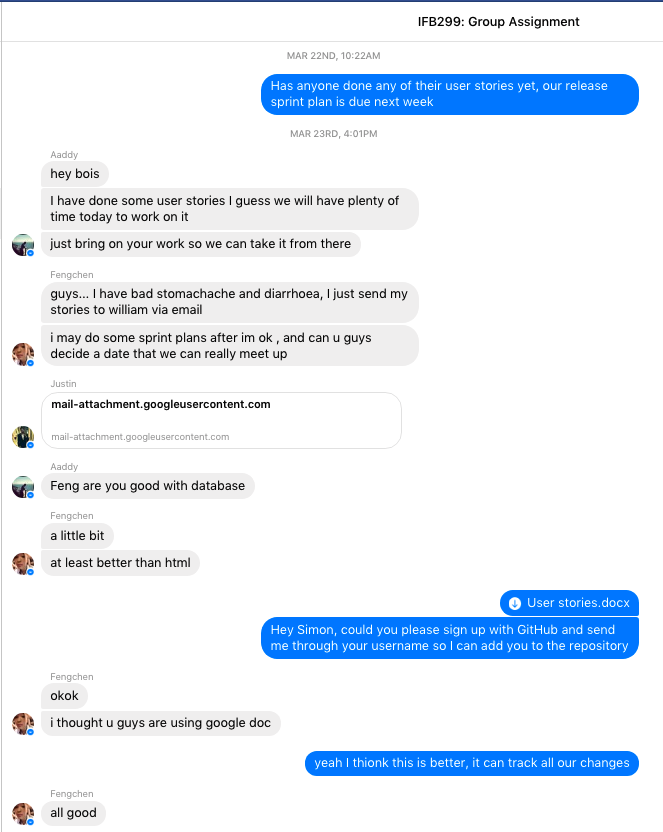 IFB299: Group Assignment
MAR 22ND, 10:22AM
Has anyone done any of their user stories yet, our release
sprint plan is due next week
MAR 23RD, 4:01PM
Aaddy
hey bois
I have done some user stories I guess we will have plenty of
time today to work on it
just bring on your work so we can take it from there
Fengchen
guys... I have bad stomachache and diarrhoea, I just send my
stories to william via email
i may do some sprint plans after im ok , and can u guys
decide a date that we can really meet up
Justin
mail-attachment.googleusercontent.com
mail-attachment.googleusercontent.com
Aaddy
Feng are you good with database
Fengchen
a little bit
at least better than html
User stories.docx
Hey Simon, could you please sign up with GitHub and send
me through your username so I can add you to the repository
Fengchen
okok
i thought u guys are using google doc
yeah I thionk this is better, it can track all our changes
Fengchen
all good